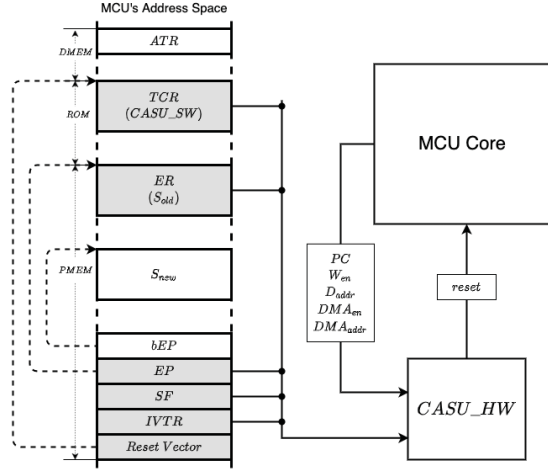 MCU's Address Space
DMEM
ATR
ROM
TCR
(CASU_SW)
PMEM
ER
(S_old)
S_new
bEP
EP
SF
IVTR
Reset Vector
MCU Core
PC
W_en
D_addr
DMA_en
DMA_addr
reset
CASU_HW